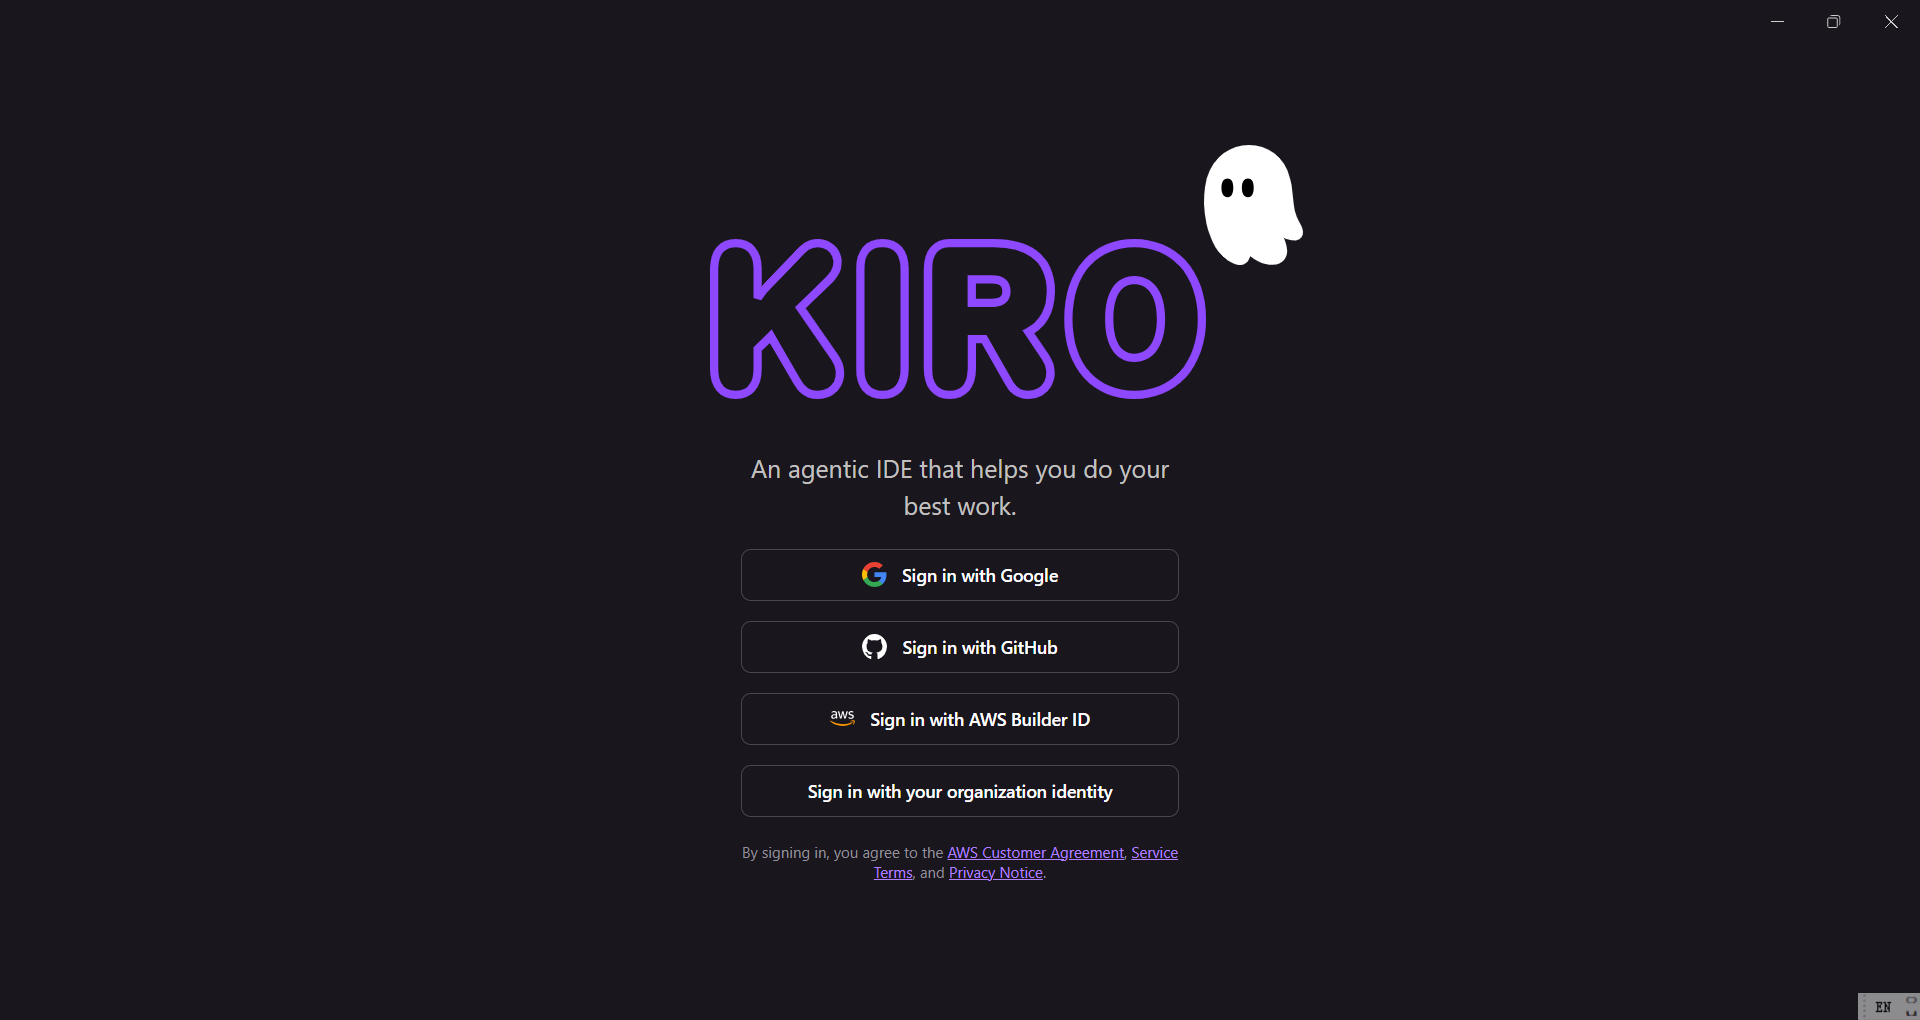 KIRO
An agentic IDE that helps you do your
best work.
Sign in with Google
Sign in with GitHub
aws Sign in with AWS Builder ID
Sign in with your organization identity
By signing in, you agree to the AWS Customer Agreement, Service
Terms, and Privacy Notice.
EN